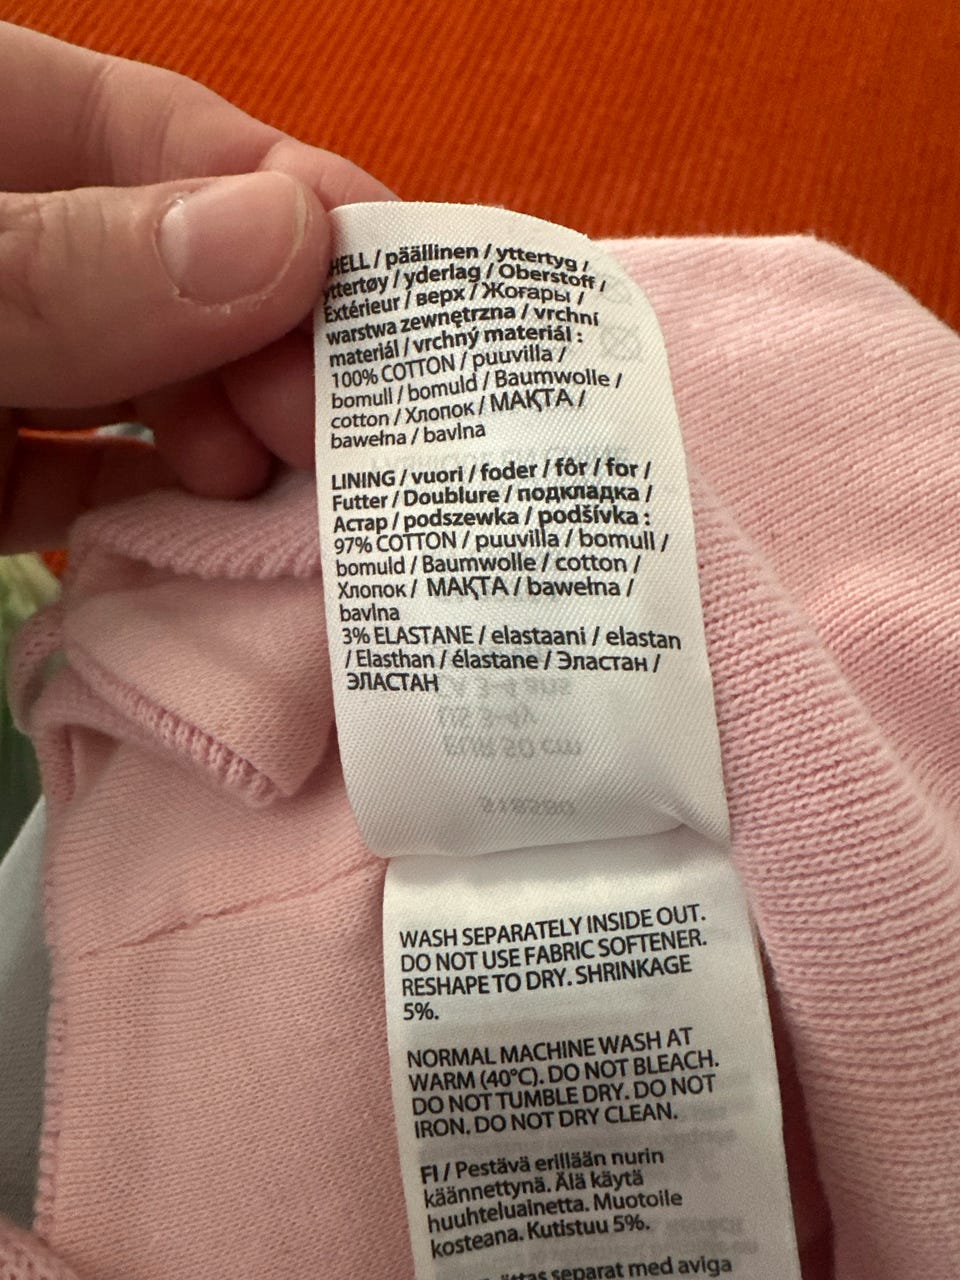 HELL / päällinen / yttertyg /
yttertøy / yderlag / Oberstoff /
Extérieur / верх / Жоғары /
warstwa zewnętrzna / vrchní
materiál / vrchný materiál :
100% COTTON / puuvilla /
bomull / bomuld / Baumwolle /
cotton / Хлопок / МАҚТА /
bawełna / bavlna
LINING / vuori / foder / fôr / for /
Futter / Doublure / подкладка /
Астар / podszewka / podšívka :
97% COTTON / puuvilla / bomull /
bomuld / Baumwolle / cotton /
Хлопок / МАҚТА / bawełna /
bavlna
3% ELASTANE / elastaani / elastan
/ Elasthan / élastane / Эластан /
ЭЛАСТАН
WASH SEPARATELY INSIDE OUT.
DO NOT USE FABRIC SOFTENER.
RESHAPE TO DRY. SHRINKAGE
5%.
NORMAL MACHINE WASH AT
WARM (40°C). DO NOT BLEACH.
DO NOT TUMBLE DRY. DO NOT
IRON. DO NOT DRY CLEAN.
FI / Pestävä erillään nurin
käännettynä. Älä käytä
huuhteluainetta. Muotoile
kosteana. Kutistuu 5%.
separat med aviga